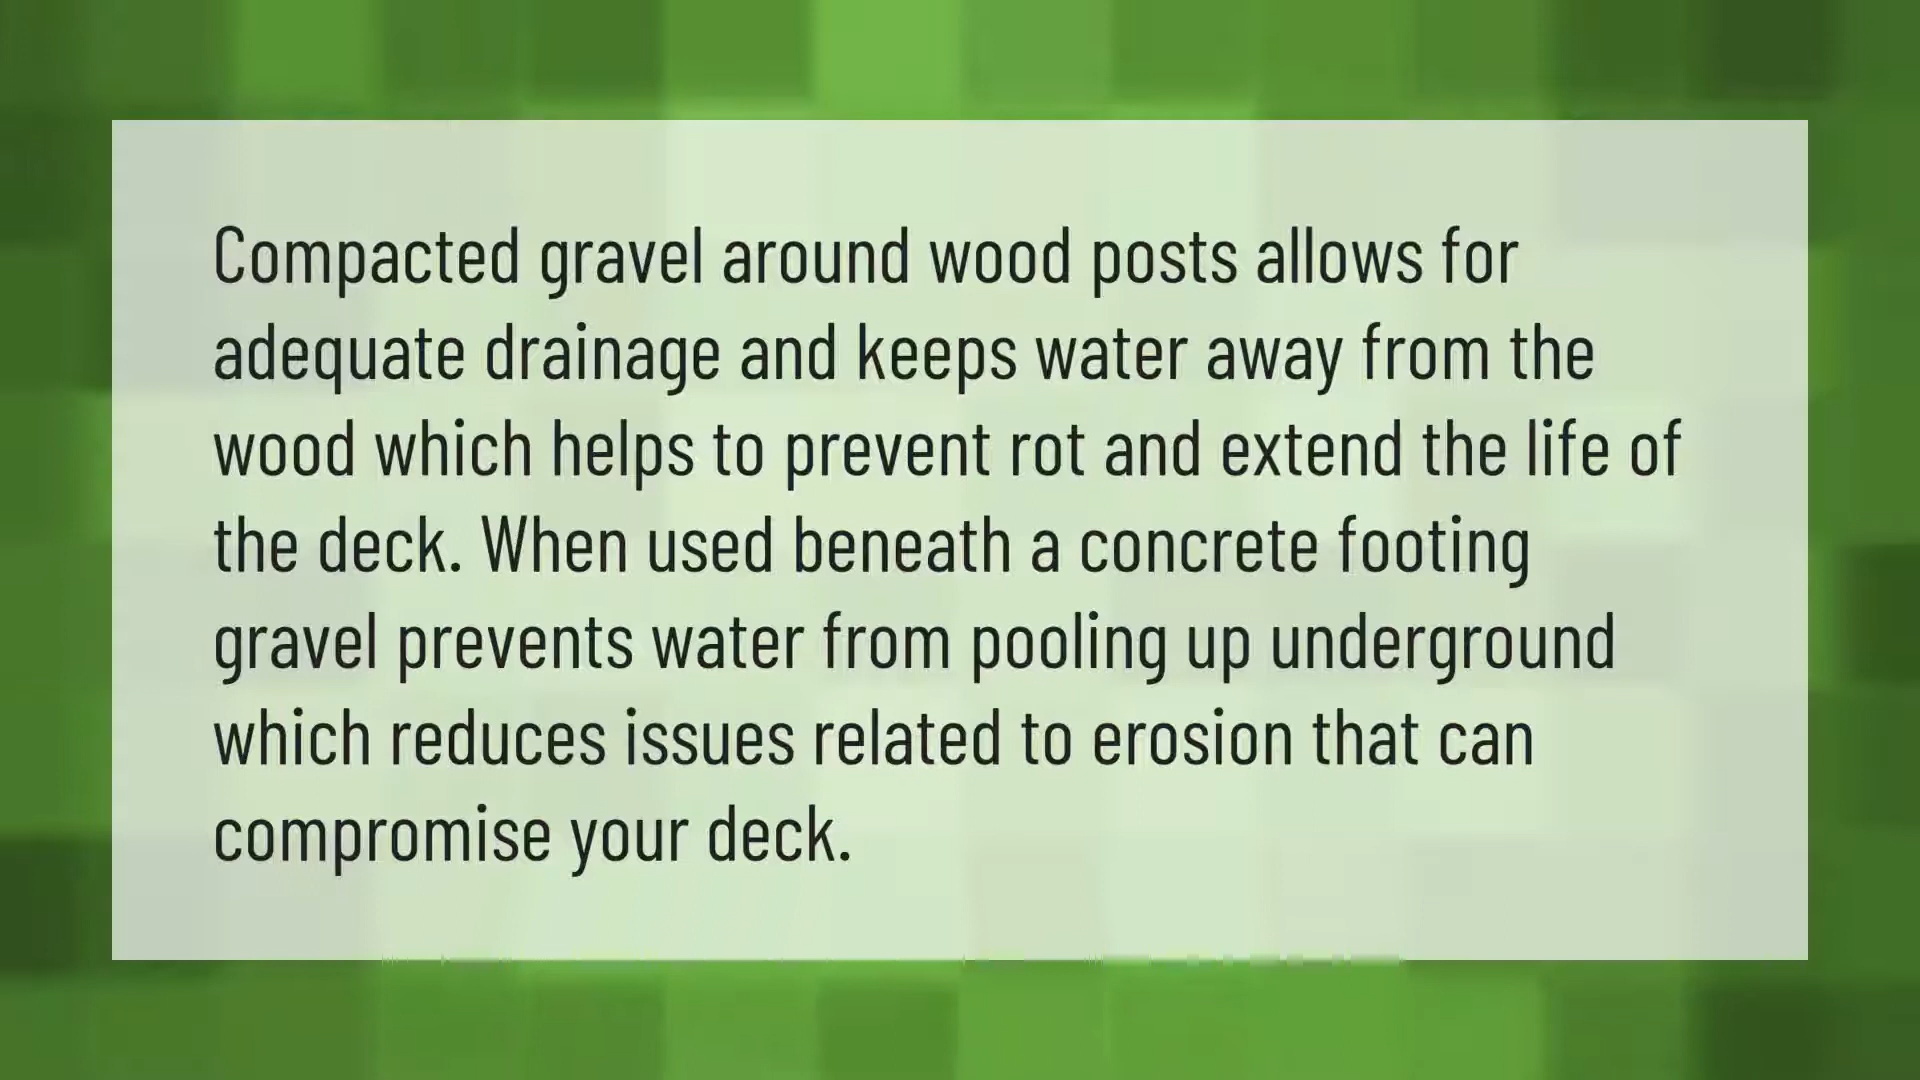 Compacted gravel around wood posts allows for
adequate drainage and keeps water away from the
wood which helps to prevent rot and extend the life of
the deck. When used beneath a concrete footing
gravel prevents water from pooling up underground
which reduces issues related to erosion that can
compromise your deck.